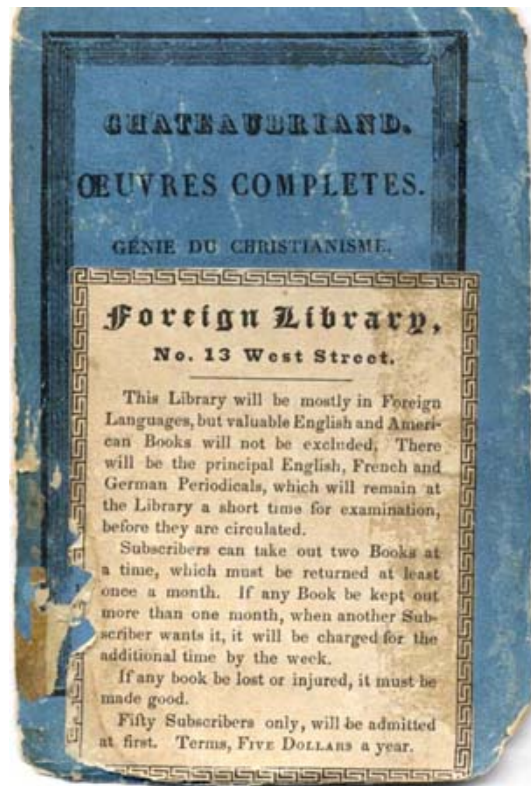 CHATEAUBRIAND.
ŒUVRES COMPLETES.
GÉNIE DU CHRISTIANISME.
Foreign Library,
No. 13 West Street.
This Library will be mostly in Foreign
Languages, but valuable English and Ameri-
can Books will not be excluded. There
will be the principal English, French and
German Periodicals, which will remain at
the Library a short time for examination,
before they are circulated.
Subscribers can take out two Books at
a time, which must be returned at least
once a month. If any Book be kept out
more than one month, when another Sub-
scriber wants it, it will be charged for the
additional time by the week.
If any book be lost or injured, it must be
made good.
Fifty Subscribers only, will be admitted
at first. Terms, FIVE DOLLARS a year.